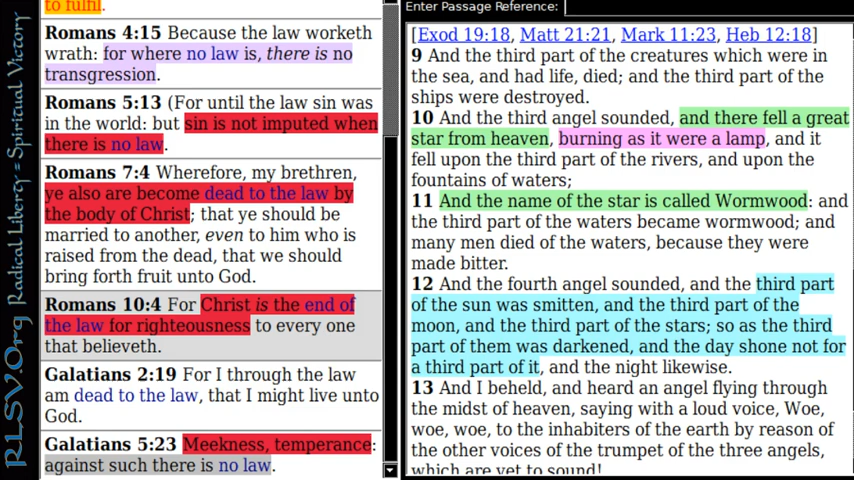 RLSVOrg Radical Liberty = Spiritual Victory
to fulfil.
Romans 4:15 Because the law worketh
wrath: for where no law is, there is no
transgression.
Romans 5:13 (For until the law sin was
in the world: but sin is not imputed when
there is no law.
Romans 7:4 Wherefore, my brethren,
ye also are become dead to the law by
the body of Christ; that ye should be
married to another, even to him who is
raised from the dead, that we should
bring forth fruit unto God.
Romans 10:4 For Christ is the end of
the law for righteousness to every one
that believeth.
Galatians 2:19 For I through the law
am dead to the law, that I might live unto
God.
Galatians 5:23 Meekness, temperance:
against such there is no law.
Enter Passage Reference:
[Exod 19:18, Matt 21:21, Mark 11:23, Heb 12:18]
9 And the third part of the creatures which were in
the sea, and had life, died; and the third part of the
ships were destroyed.
10 And the third angel sounded, and there fell a great
star from heaven, burning as it were a lamp, and it
fell upon the third part of the rivers, and upon the
fountains of waters;
11 And the name of the star is called Wormwood: and
the third part of the waters became wormwood; and
many men died of the waters, because they were
made bitter.
12 And the fourth angel sounded, and the third part
of the sun was smitten, and the third part of the
moon, and the third part of the stars; so as the third
part of them was darkened, and the day shone not for
a third part of it, and the night likewise.
13 And I beheld, and heard an angel flying through
the midst of heaven, saying with a loud voice, Woe,
woe, woe, to the inhabiters of the earth by reason of
the other voices of the trumpet of the three angels,
which are yet to sound!